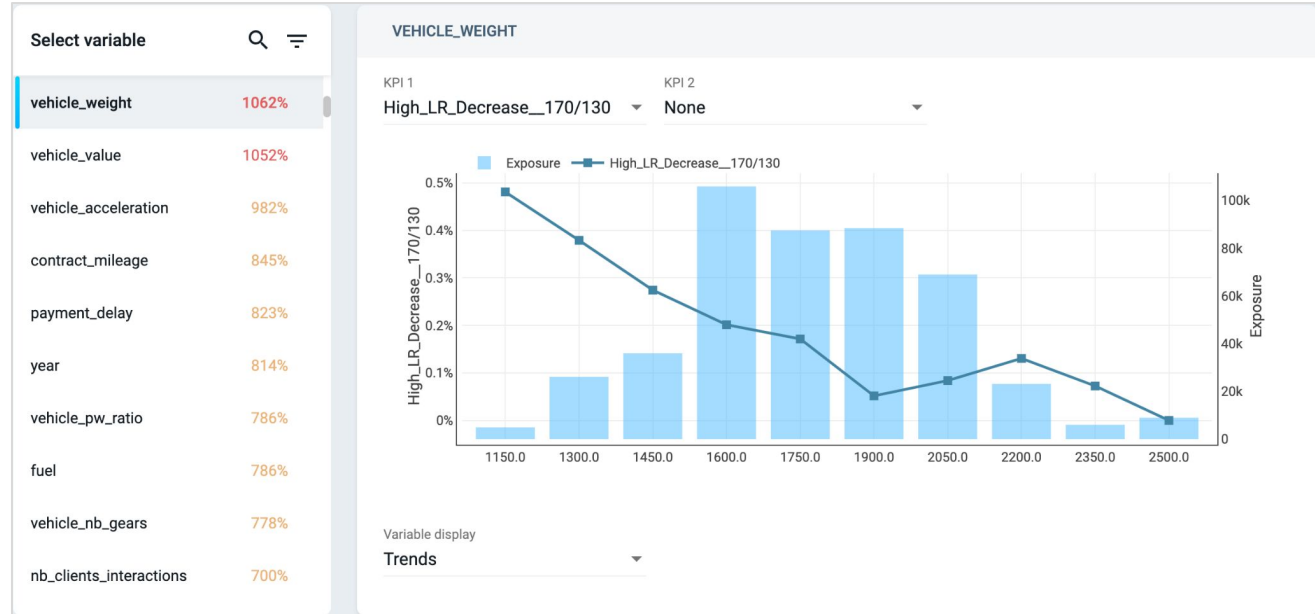 Select variable
vehicle_weight 1062%
vehicle_value 1052%
vehicle_acceleration 982%
contract_mileage 845%
payment_delay 823%
year 814%
vehicle_pw_ratio 786%
fuel 786%
vehicle_nb_gears 778%
nb_clients_interactions 700%
VEHICLE_WEIGHT
KPI 1
High_LR_Decrease__170/130
KPI 2
None
Exposure High_LR_Decrease__170/130
High_LR_Decrease__170/130
0.5%
0.4%
0.3%
0.2%
0.1%
0%
100k
80k
60k
40k
20k
0
Exposure
1150.0 1300.0 1450.0 1600.0 1750.0 1900.0 2050.0 2200.0 2350.0 2500.0
Variable display
Trends